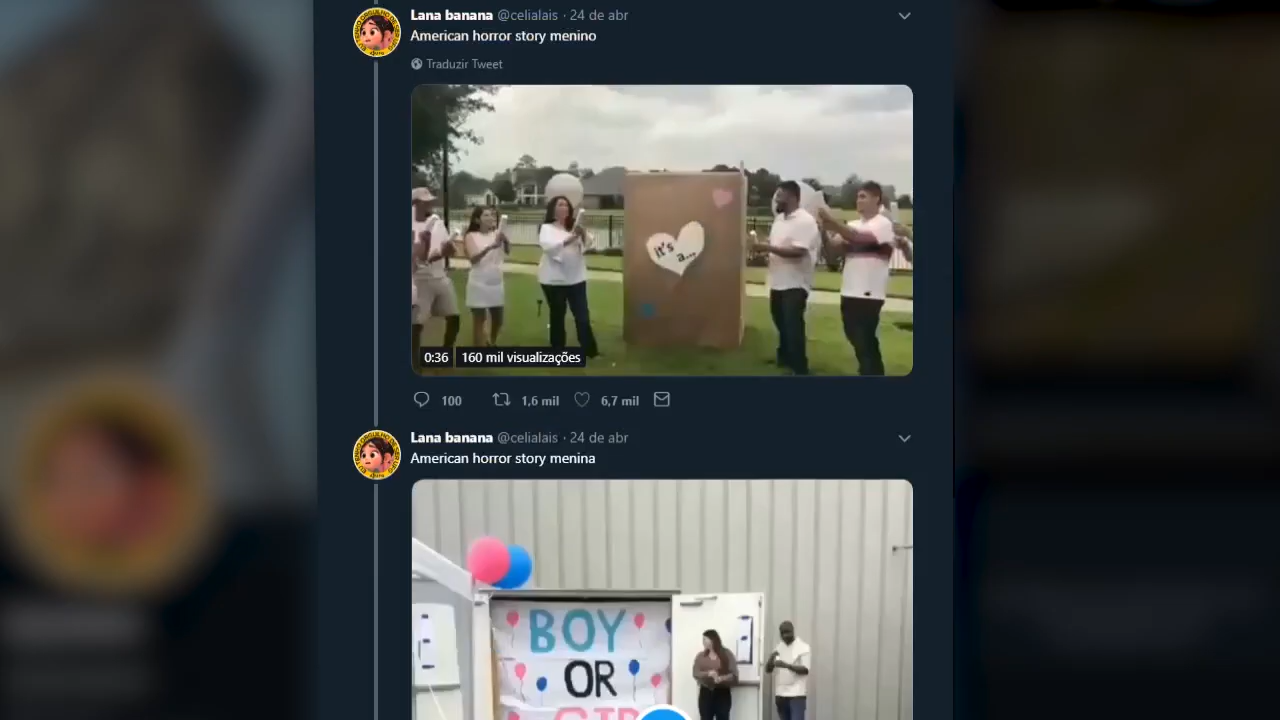 Lana banana @celialais · 24 de abr
American horror story menino
Traduzir Tweet
it's
a...
0:36 160 mil visualizações
100 1,6 mil 6,7 mil
Lana banana @celialais · 24 de abr
American horror story menina
BOY
OR